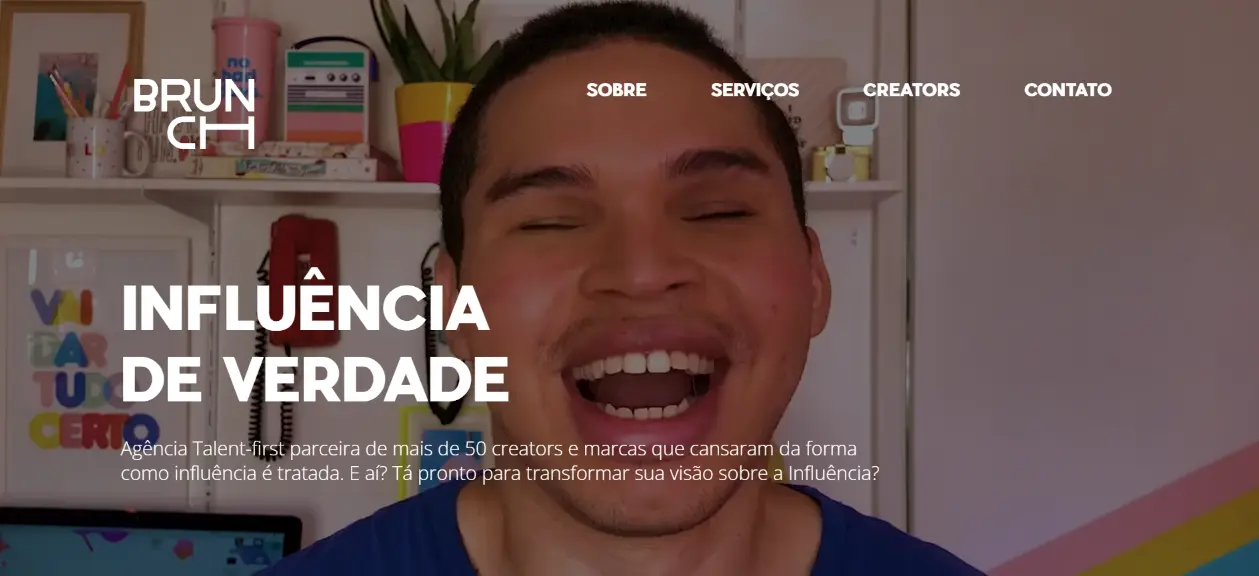 BRUN
CH
SOBRE
SERVIÇOS
CREATORS
CONTATO
no
VAI
DAR
TUDO
CERTO
INFLUÊNCIA
DE VERDADE
Agência Talent-first parceira de mais de 50 creators e marcas que cansaram da forma
como influência é tratada. E aí? Tá pronto para transformar sua visão sobre a Influência?